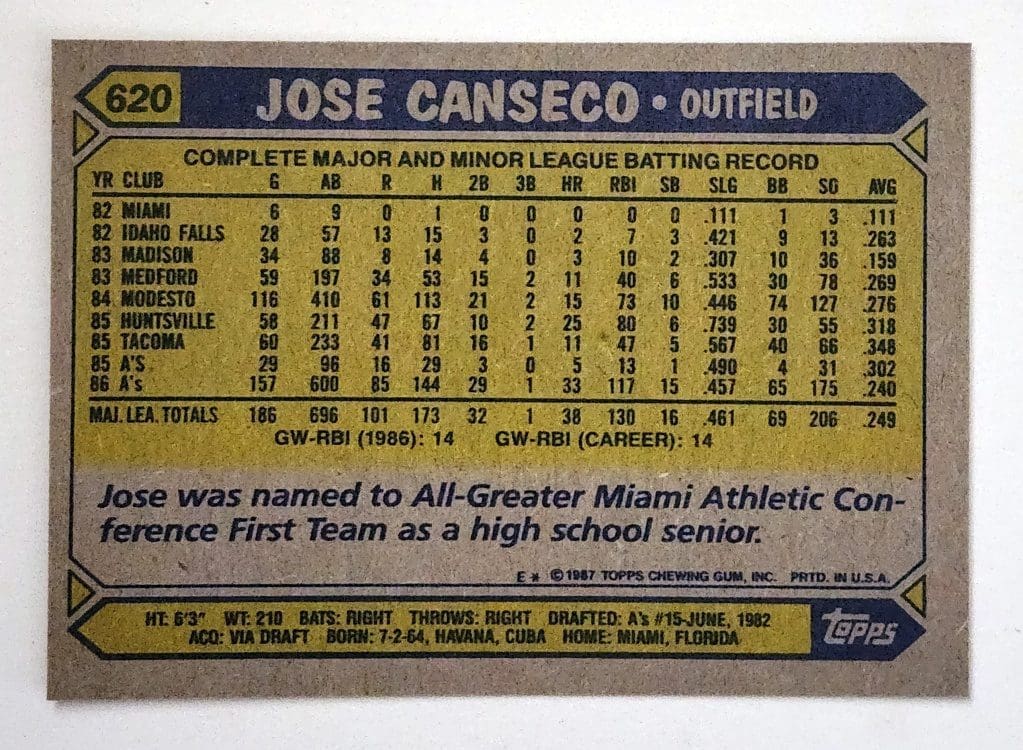 620 JOSE CANSECO • OUTFIELD
COMPLETE MAJOR AND MINOR LEAGUE BATTING RECORD
YR CLUB G AB R H 2B 3B HR RBI SB SLG BB SO AVG
82 MIAMI 6 9 0 1 0 0 0 0 0 .111 1 3 .111
82 IDAHO FALLS 28 57 13 15 3 0 2 7 3 .421 9 13 .263
83 MADISON 34 88 8 14 4 0 3 10 2 .307 10 36 .159
83 MEDFORD 59 197 34 53 15 2 11 40 6 .533 30 78 .269
84 MODESTO 116 410 61 113 21 2 15 73 10 .446 74 127 .276
85 HUNTSVILLE 58 211 47 67 10 2 25 80 6 .739 30 55 .318
85 TACOMA 60 233 41 81 16 1 11 47 5 .567 40 66 .348
85 A'S 29 96 16 29 3 0 5 13 1 .490 4 31 .302
86 A's 157 600 85 144 29 1 33 117 15 .457 65 175 .240
MAJ. LEA. TOTALS 186 696 101 173 32 1 38 130 16 .461 69 206 .249
GW-RBI (1986): 14 GW-RBI (CAREER): 14
Jose was named to All-Greater Miami Athletic Con-
ference First Team as a high school senior.
E * ©1987 TOPPS CHEWING GUM, INC. PRTD. IN U.S.A.
HT: 6'3" WT: 210 BATS: RIGHT THROWS: RIGHT DRAFTED: A's #15-JUNE, 1982
ACQ: VIA DRAFT BORN: 7-2-64, HAVANA, CUBA HOME: MIAMI, FLORIDA
topps